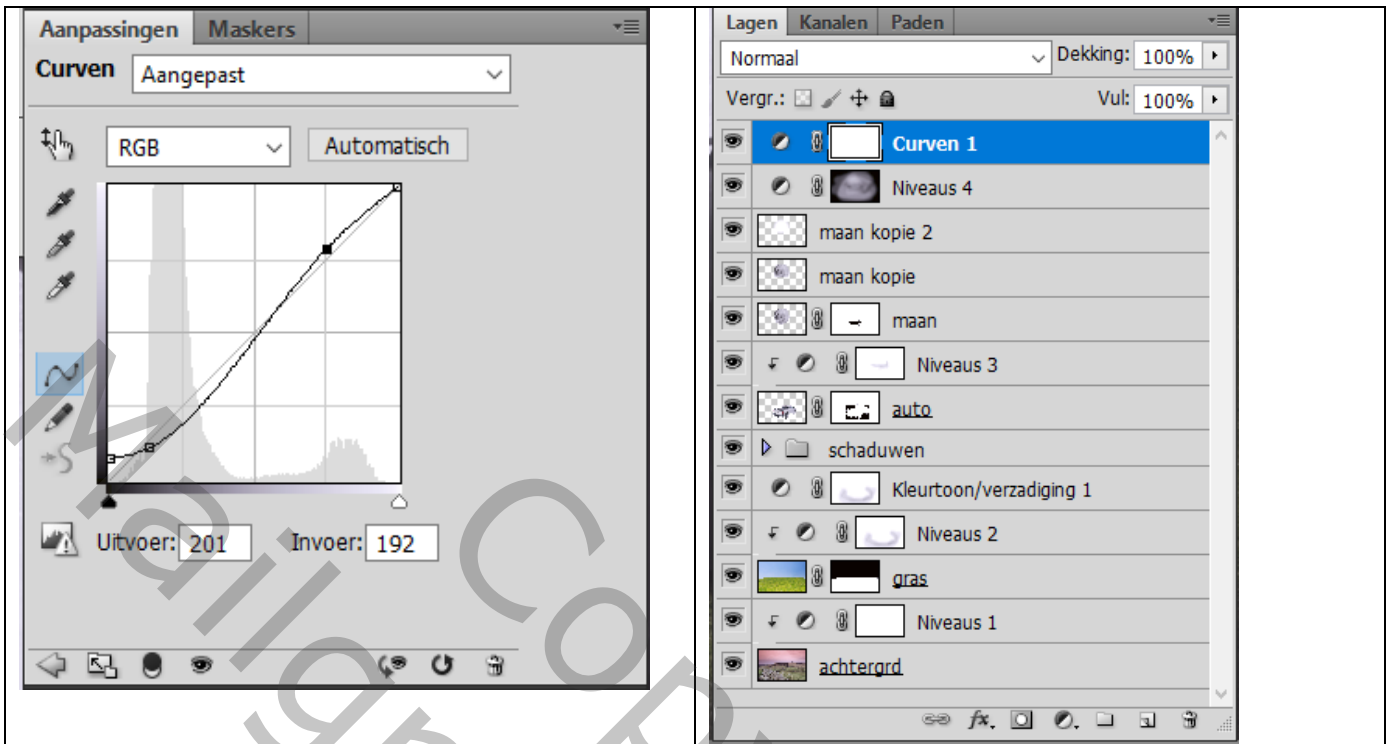 Aanpassingen Maskers
Curven Aangepast
RGB Automatisch
Uitvoer: 201 Invoer: 192
Lagen Kanalen Paden
Normaal Dekking: 100%
Vergr.: Vul: 100%
Curven 1
Niveaus 4
maan kopie 2
maan kopie
maan
Niveaus 3
auto
schaduwen
Kleurtoon/verzadiging 1
Niveaus 2
gras
Niveaus 1
achtergrd
fx.